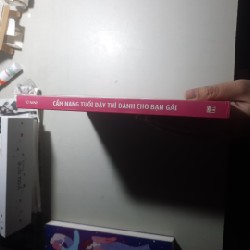 CẨM NANG TUỔI DẬY THÌ DÀNH CHO BẠN GÁI